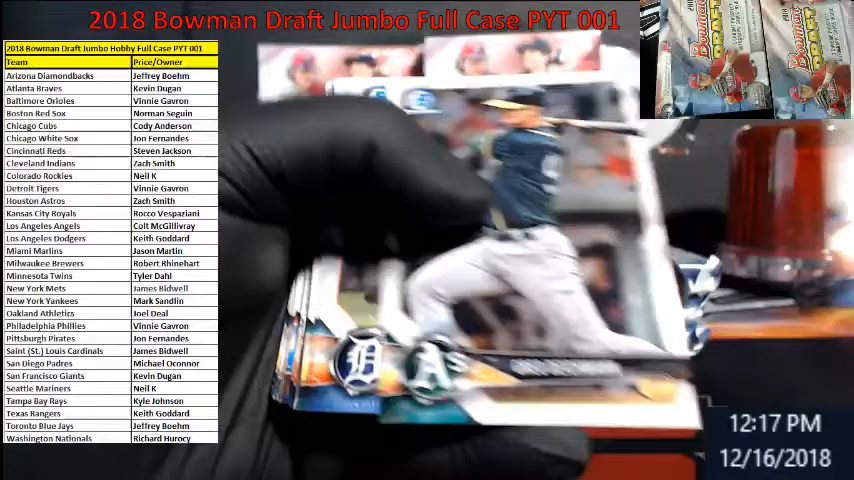 2018 Bowman Draft Jumbo Full Case PYT 001
2018 Bowman Draft Jumbo Hobby Full Case PYT 001
Team Price/Owner
Arizona Diamondbacks Jeffrey Boehm
Atlanta Braves Kevin Dugan
Baltimore Orioles Vinnie Gavron
Boston Red Sox Norman Seguin
Chicago Cubs Cody Anderson
Chicago White Sox Jon Fernandes
Cincinnati Reds Steven Jackson
Cleveland Indians Zach Smith
Colorado Rockies Neil K
Detroit Tigers Vinnie Gavron
Houston Astros Zach Smith
Kansas City Royals Rocco Vespaziani
Los Angeles Angels Colt McGillivray
Los Angeles Dodgers Keith Goddard
Miami Marlins Jason Martin
Milwaukee Brewers Robert Rhinehart
Minnesota Twins Tyler Dahl
New York Mets James Bidwell
New York Yankees Mark Sandlin
Oakland Athletics Joel Deal
Philadelphia Phillies Vinnie Gavron
Pittsburgh Pirates Jon Fernandes
Saint (St.) Louis Cardinals James Bidwell
San Diego Padres Michael Oconnor
San Francisco Giants Kevin Dugan
Seattle Mariners Neil K
Tampa Bay Rays Kyle Johnson
Texas Rangers Keith Goddard
Toronto Blue Jays Jeffrey Boehm
Washington Nationals Richard Hurocy
Bowman
DRAFT
Bowman
DRAFT
D
A's
12:17 PM
12/16/2018